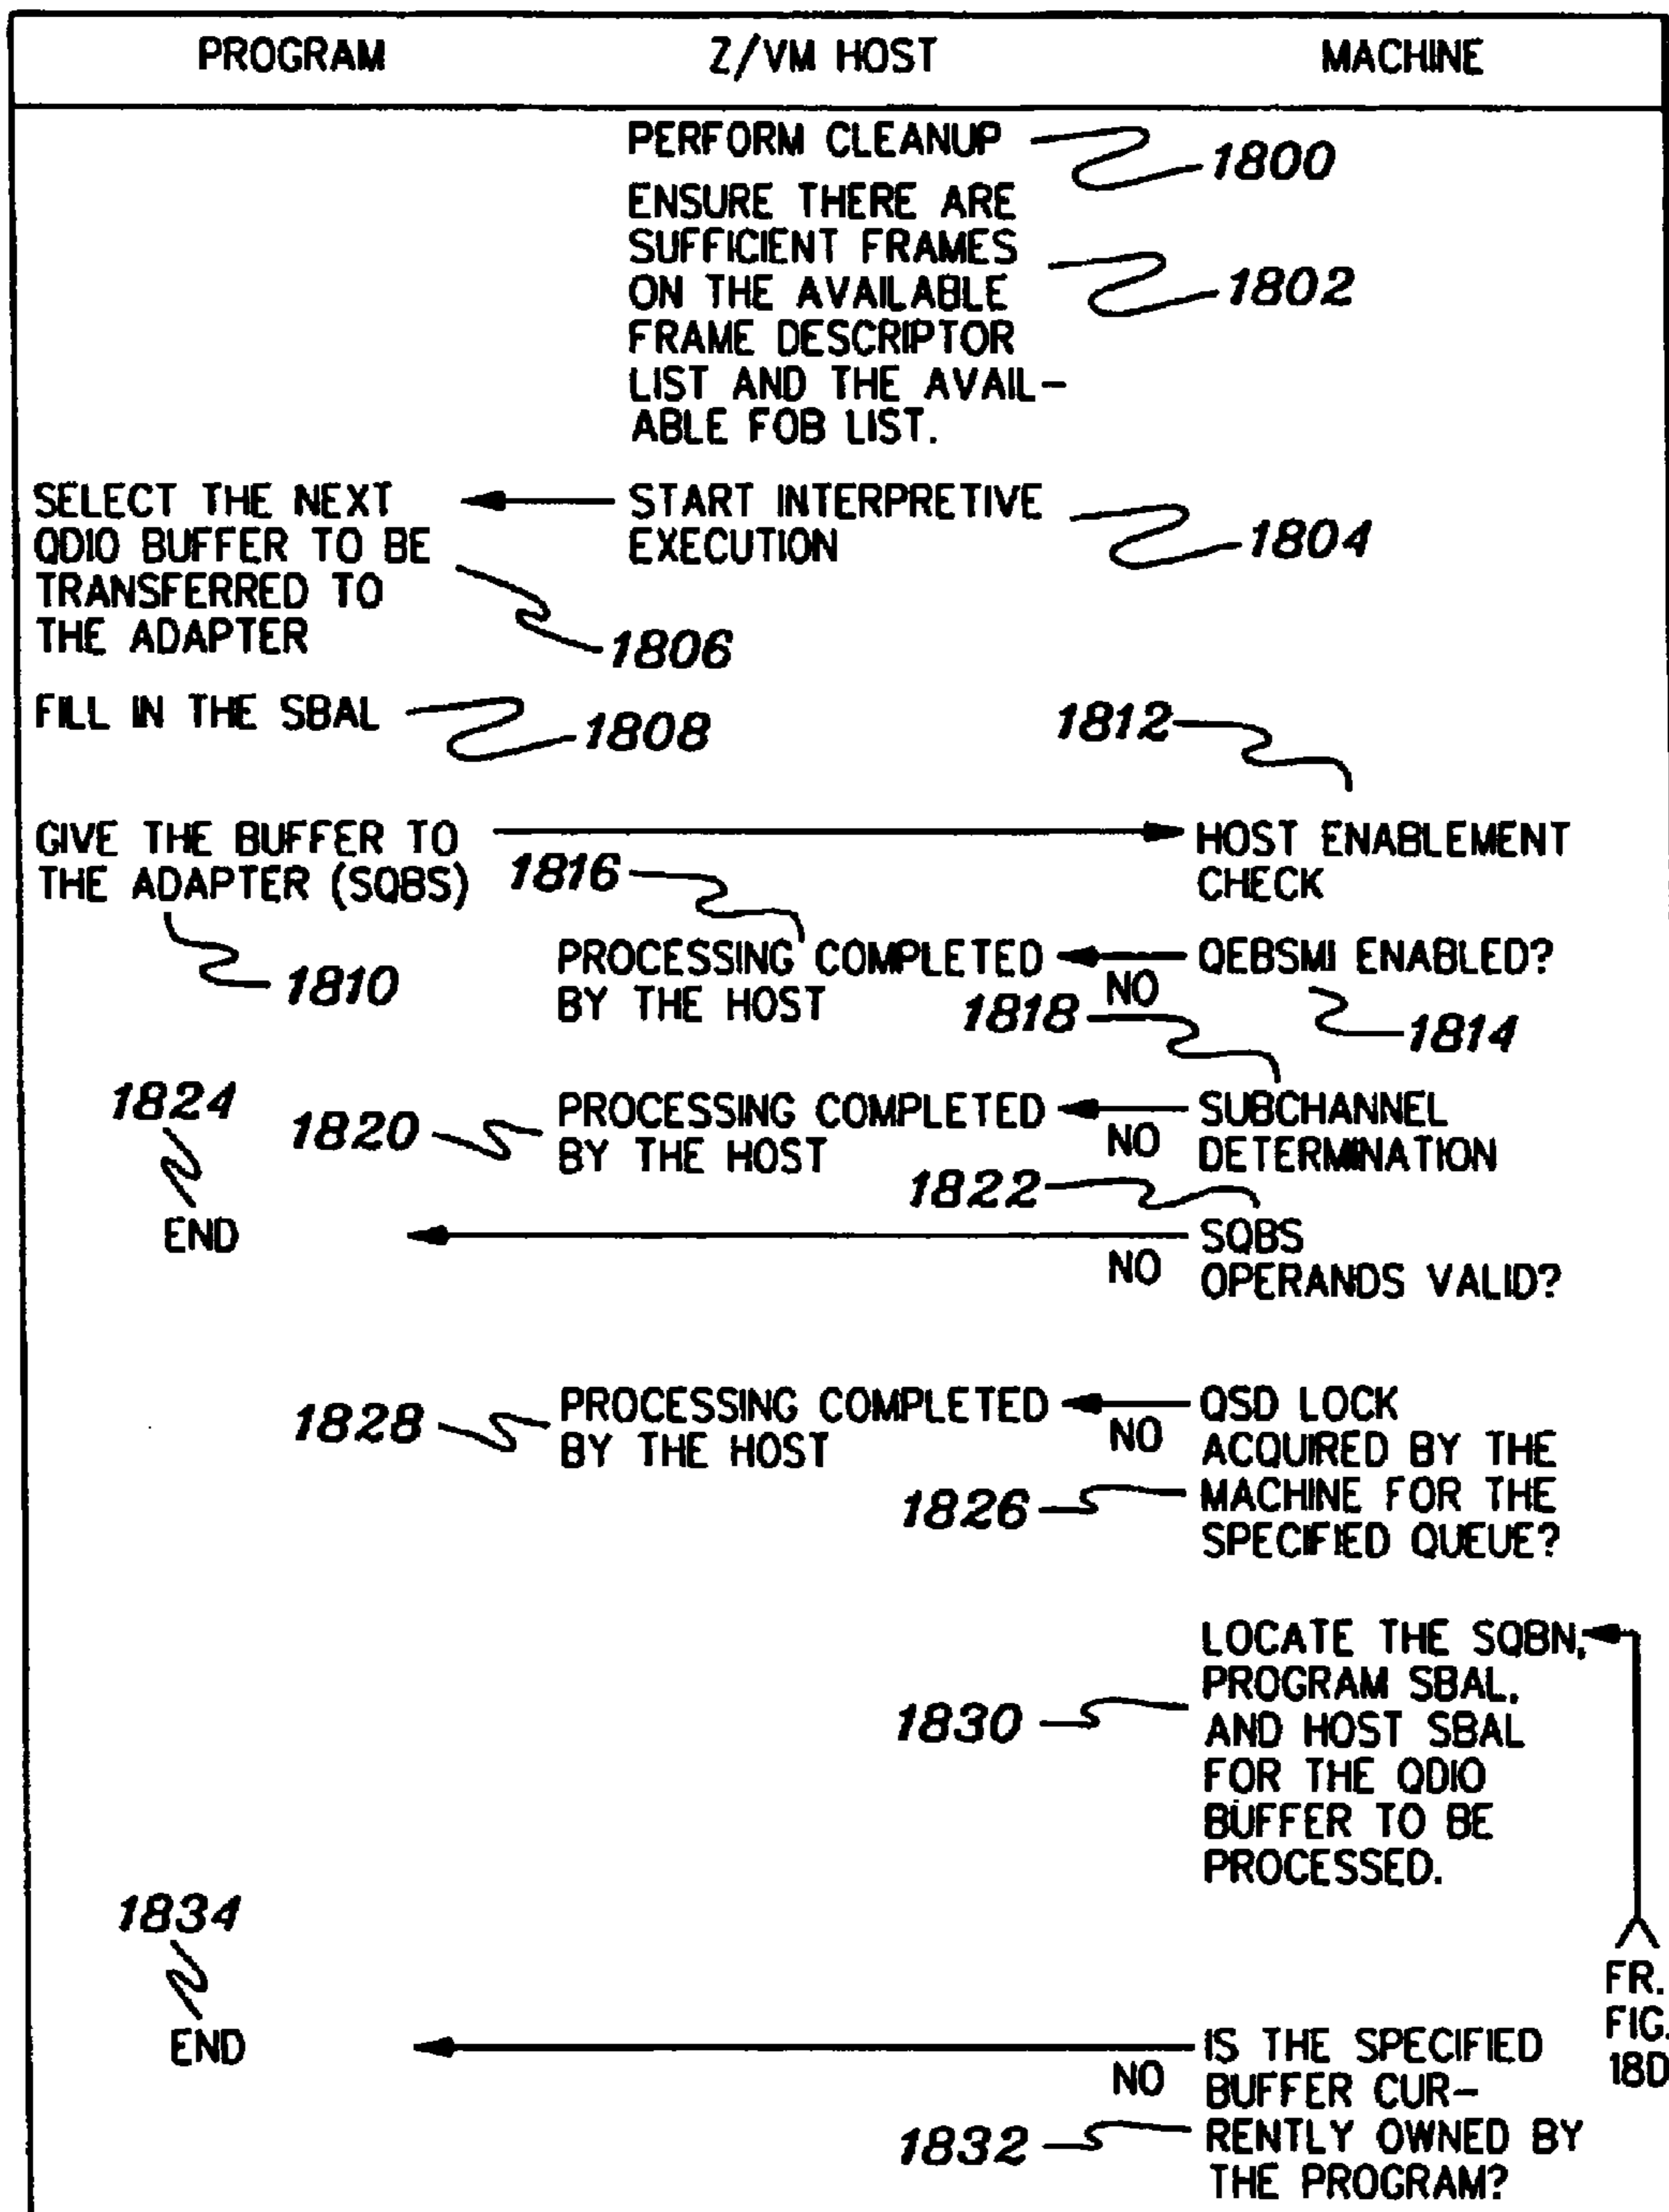 PROGRAM Z/VM HOST MACHINE
PERFORM CLEANUP 1800
ENSURE THERE ARE
SUFFICIENT FRAMES
ON THE AVAILABLE 1802
FRAME DESCRIPTOR
LIST AND THE AVAIL-
ABLE FOB LIST.
SELECT THE NEXT START INTERPRETIVE
QDIO BUFFER TO BE EXECUTION 1804
TRANSFERRED TO
THE ADAPTER 1806
FILL IN THE SBAL 1808 1812
GIVE THE BUFFER TO HOST ENABLEMENT
THE ADAPTER (SQBS) 1816 CHECK
1810 PROCESSING COMPLETED QEBSMI ENABLED?
BY THE HOST NO
1818 1814
1824 1820 PROCESSING COMPLETED SUBCHANNEL
BY THE HOST NO DETERMINATION
1822
END SQBS
NO OPERANDS VALID?
1828 PROCESSING COMPLETED QSD LOCK
BY THE HOST NO ACQUIRED BY THE
1826 MACHINE FOR THE
SPECIFIED QUEUE?
LOCATE THE SQBN,
PROGRAM SBAL,
1830 AND HOST SBAL
FOR THE QDIO
BUFFER TO BE
PROCESSED.
1834
FR.
FIG.
18D
END IS THE SPECIFIED
NO BUFFER CUR-
1832 RENTLY OWNED BY
THE PROGRAM?